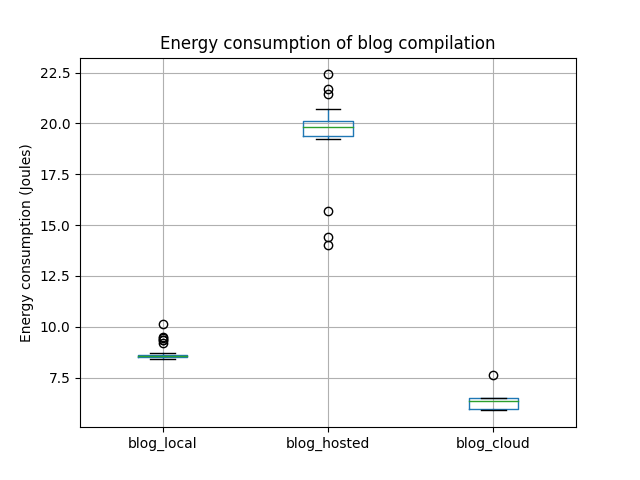 Energy consumption of blog compilation
Energy consumption (Joules)
22.5
20.0
17.5
15.0
12.5
10.0
7.5
blog_local
blog_hosted
blog_cloud